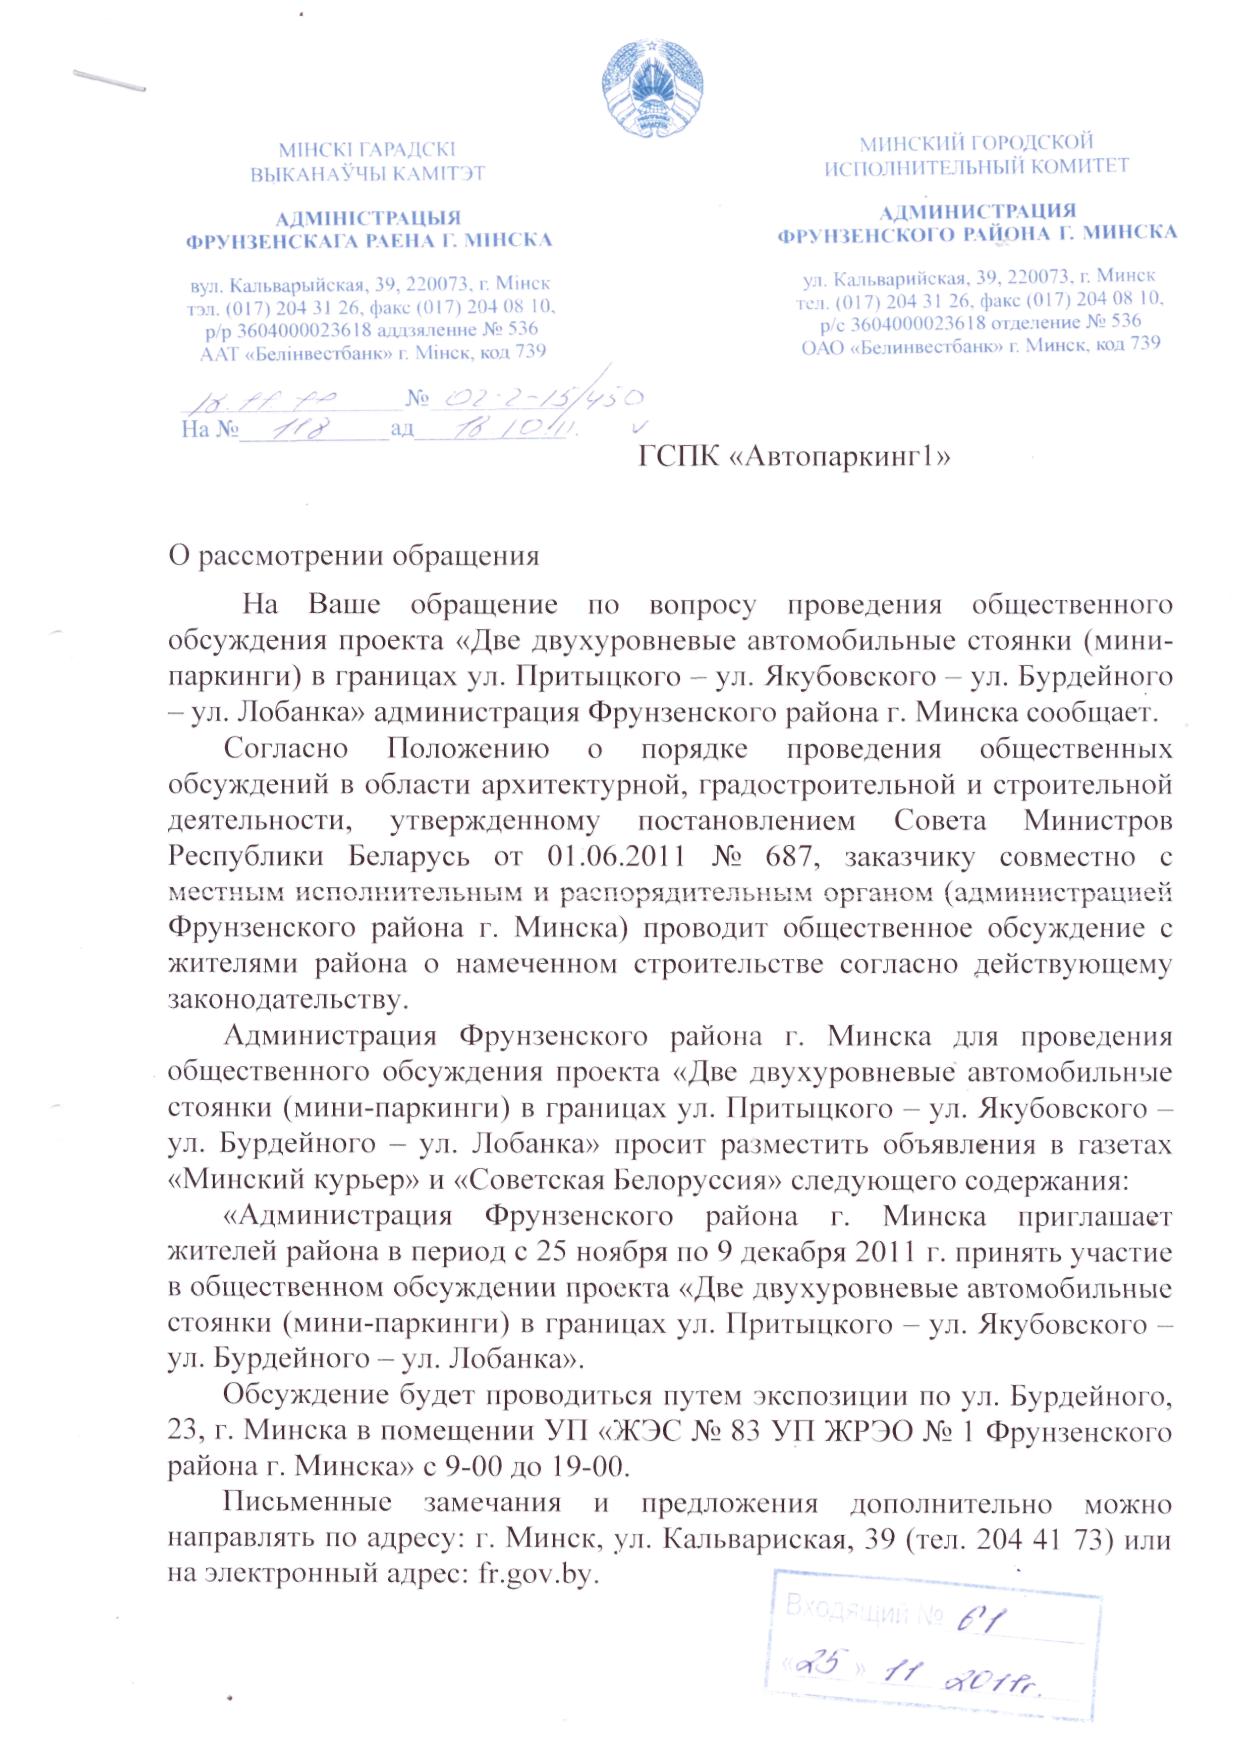 МІНСКІ ГАРАДСКІ
ВЫКАНАЎЧЫ КАМІТЭТ
АДМІНІСТРАЦЫЯ
ФРУНЗЕНСКАГА РАЕНА Г. МІНСКА
вул. Кальварыйская, 39, 220073, г. Мінск
тэл. (017) 204 31 26, факс (017) 204 08 10,
р/р 3604000023618 аддзяленне № 536
ААТ «Белінвестбанк» г. Мінск, код 739
МИНСКИЙ ГОРОДСКОЙ
ИСПОЛНИТЕЛЬНЫЙ КОМИТЕТ
АДМИНИСТРАЦИЯ
ФРУНЗЕНСКОГО РАЙОНА Г. МИНСКА
ул. Кальварийская, 39, 220073, г. Минск
тел. (017) 204 31 26, факс (017) 204 08 10,
р/с 3604000023618 отделение № 536
ОАО «Белинвестбанк» г. Минск, код 739
18.11.11 № 02-2-15/450
На № 118 ад 18.10.11.
ГСПК «Автопаркинг1»
О рассмотрении обращения
На Ваше обращение по вопросу проведения общественного
обсуждения проекта «Две двухуровневые автомобильные стоянки (мини-
паркинги) в границах ул. Притыцкого – ул. Якубовского – ул. Бурдейного
– ул. Лобанка» администрация Фрунзенского района г. Минска сообщает.
Согласно Положению о порядке проведения общественных
обсуждений в области архитектурной, градостроительной и строительной
деятельности, утвержденному постановлением Совета Министров
Республики Беларусь от 01.06.2011 № 687, заказчику совместно с
местным исполнительным и распорядительным органом (администрацией
Фрунзенского района г. Минска) проводит общественное обсуждение с
жителями района о намеченном строительстве согласно действующему
законодательству.
Администрация Фрунзенского района г. Минска для проведения
общественного обсуждения проекта «Две двухуровневые автомобильные
стоянки (мини-паркинги) в границах ул. Притыцкого – ул. Якубовского –
ул. Бурдейного – ул. Лобанка» просит разместить объявления в газетах
«Минский курьер» и «Советская Белоруссия» следующего содержания:
«Администрация Фрунзенского района г. Минска приглашает
жителей района в период с 25 ноября по 9 декабря 2011 г. принять участие
в общественном обсуждении проекта «Две двухуровневые автомобильные
стоянки (мини-паркинги) в границах ул. Притыцкого – ул. Якубовского –
ул. Бурдейного – ул. Лобанка».
Обсуждение будет проводиться путем экспозиции по ул. Бурдейного,
23, г. Минска в помещении УП «ЖЭС № 83 УП ЖРЭО № 1 Фрунзенского
района г. Минска» с 9-00 до 19-00.
Письменные замечания и предложения дополнительно можно
направлять по адресу: г. Минск, ул. Кальвариская, 39 (тел. 204 41 73) или
на электронный адрес: fr.gov.by.
Входящий № 61
«25» 11 2011г.